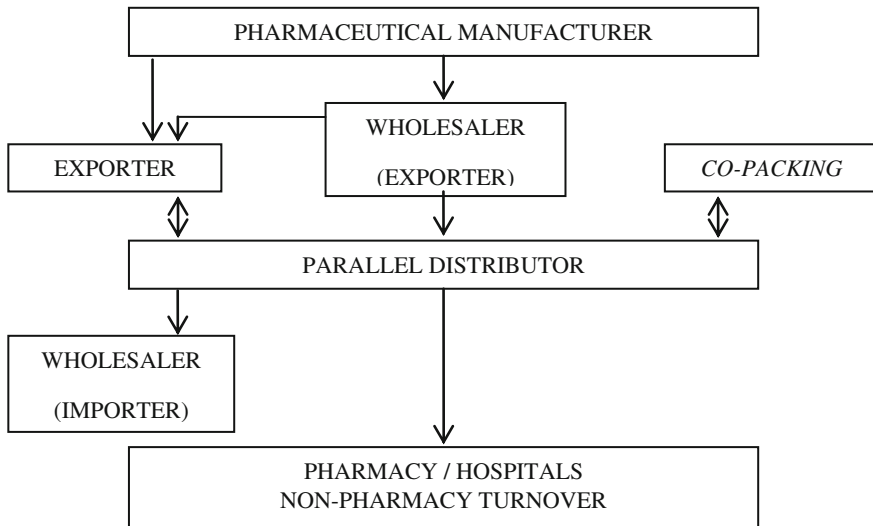 PHARMACEUTICAL MANUFACTURER
WHOLESALER
(EXPORTER)
EXPORTER
CO-PACKING
PARALLEL DISTRIBUTOR
WHOLESALER
(IMPORTER)
PHARMACY / HOSPITALS
NON-PHARMACY TURNOVER